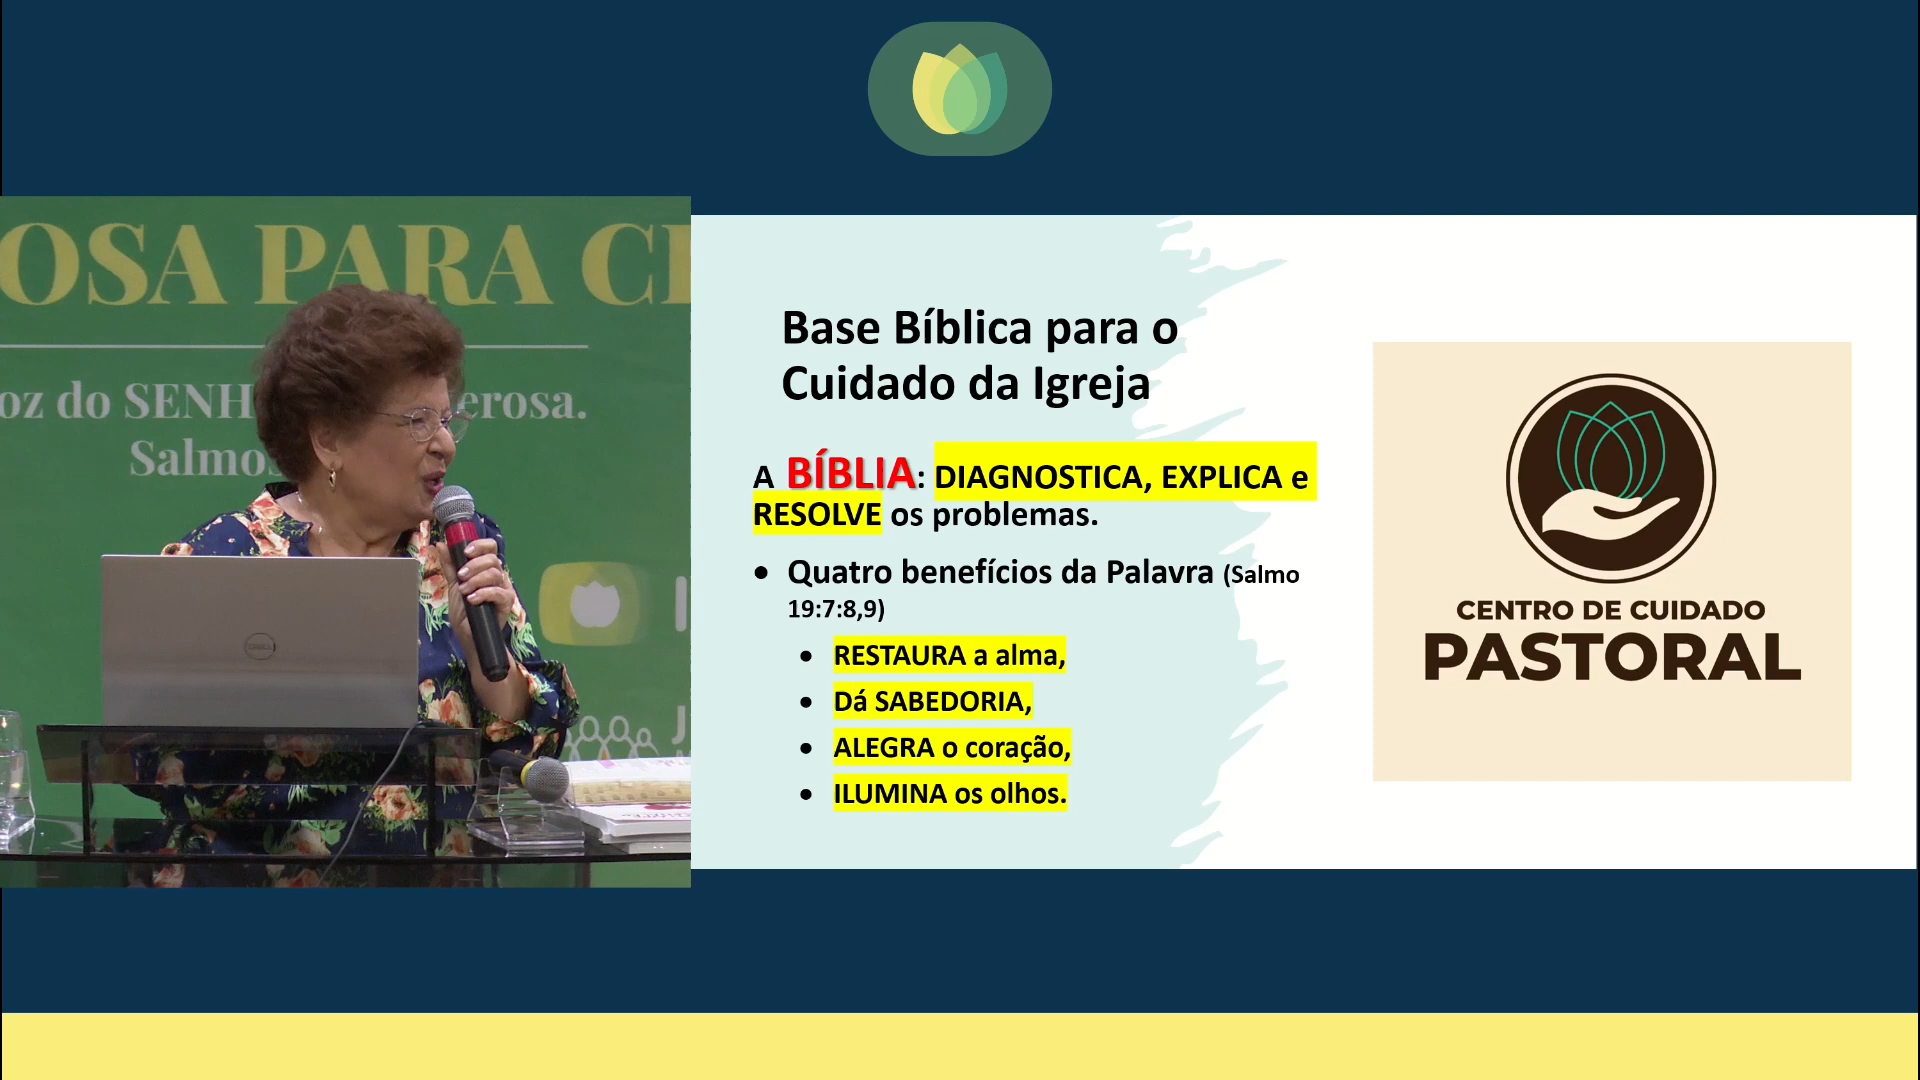 OSA PARA
oz do SENH erosa.
Salmos
DELL
Base Bíblica para o
Cuidado da Igreja
A BÍBLIA: DIAGNOSTICA, EXPLICA e
RESOLVE os problemas.
• Quatro benefícios da Palavra (Salmo
19:7:8,9)
• RESTAURA a alma,
• Dá SABEDORIA,
• ALEGRA o coração,
• ILUMINA os olhos.
CENTRO DE CUIDADO
PASTORAL